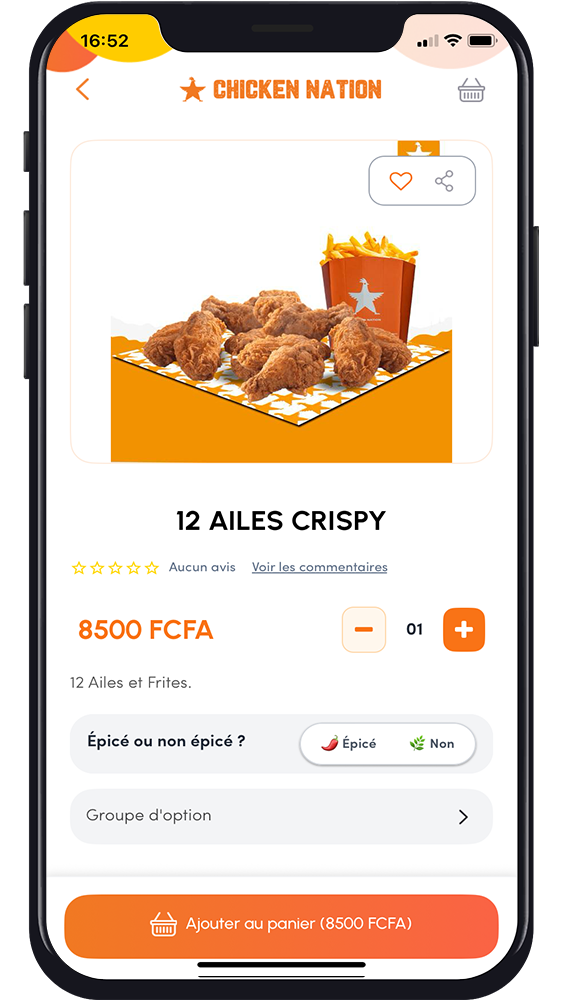 16:52
CHICKEN NATION
12 AILES CRISPY
Aucun avis Voir les commentaires
8500 FCFA
01
12 Ailes et Frites.
Épicé ou non épicé ?
Épicé Non
Groupe d'option
Ajouter au panier (8500 FCFA)